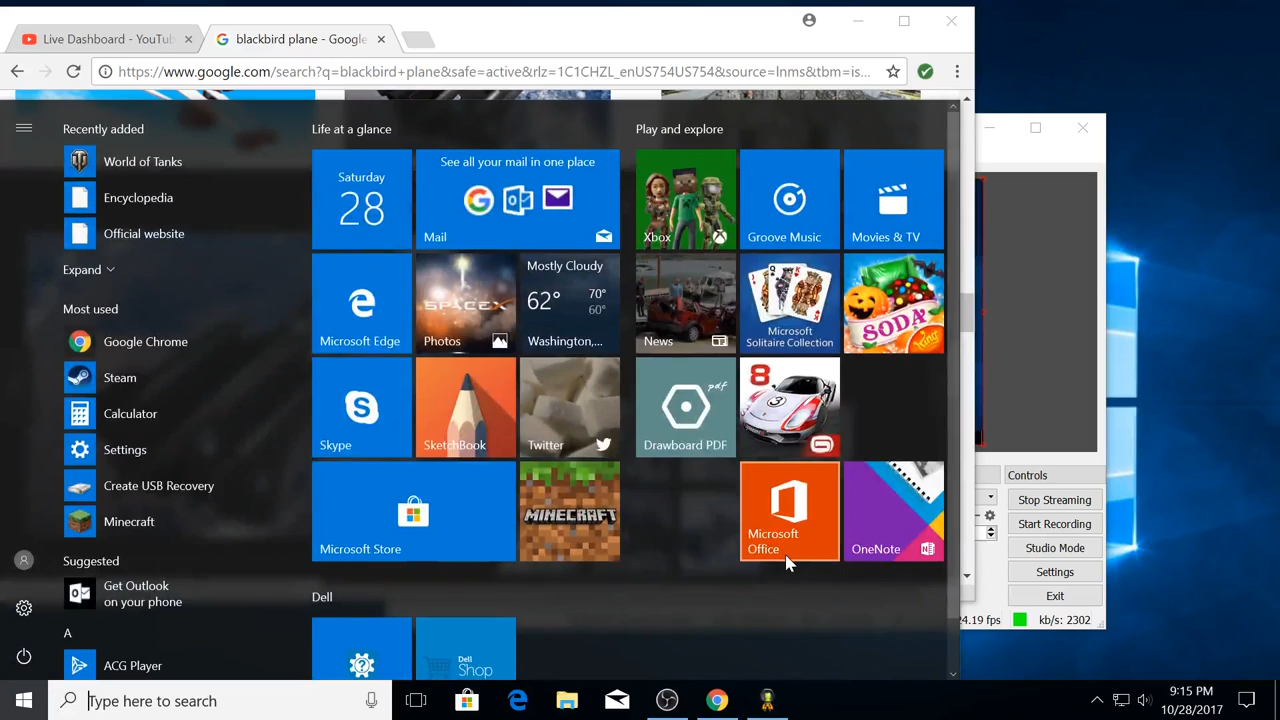 Live Dashboard - YouTub
blackbird plane - Google
https://www.google.com/search?q=blackbird+plane&safe=active&rlz=1C1CHZL_enUS754US754&source=lnms&tbm=is...
Recently added
World of Tanks
Encyclopedia
Official website
Expand
Most used
Google Chrome
Steam
Calculator
Settings
Create USB Recovery
Minecraft
Suggested
Get Outlook
on your phone
A
ACG Player
Life at a glance
Saturday
28
See all your mail in one place
Mail
Microsoft Edge
SPACEX
Photos
Mostly Cloudy
62°
70°
60°
Washington,...
Skype
SketchBook
Twitter
Microsoft Store
MINECRAFT
Dell
Dell
Shop
Play and explore
Xbox
Groove Music
Movies & TV
News
Microsoft
Solitaire Collection
SODA
King
pdf
Drawboard PDF
8
3
Microsoft
Office
OneNote
Controls
Stop Streaming
Start Recording
Studio Mode
Settings
Exit
24.19 fps
kb/s: 2302
Type here to search
9:15 PM
10/28/2017